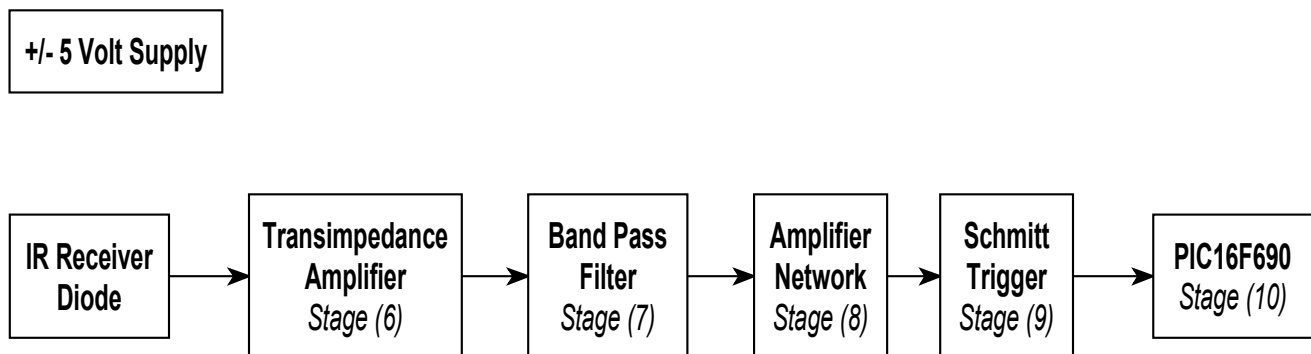 +/- 5 Volt Supply
IR Receiver
Diode
Transimpedance
Amplifier
Stage (6)
Band Pass
Filter
Stage (7)
Amplifier
Network
Stage (8)
Schmitt
Trigger
Stage (9)
PIC16F690
Stage (10)